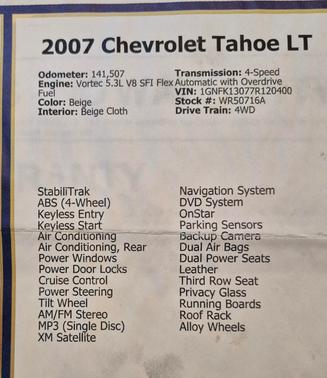 2007 Chevrolet Tahoe LT
Odometer: 141,507
Engine: Vortec 5.3L V8 SFI Flex
Fuel
Color: Beige
Interior: Beige Cloth
Transmission: 4-Speed
Automatic with Overdrive
VIN: 1GNFK13077R120400
Stock #: WR50716A
Drive Train: 4WD
StabiliTrak
ABS (4-Wheel)
Keyless Entry
Keyless Start
Air Conditioning
Air Conditioning, Rear
Power Windows
Power Door Locks
Cruise Control
Power Steering
Tilt Wheel
AM/FM Stereo
MP3 (Single Disc)
XM Satellite
Navigation System
DVD System
OnStar
Parking Sensors
Backup Camera
Dual Air Bags
Dual Power Seats
Leather
Third Row Seat
Privacy Glass
Running Boards
Roof Rack
Alloy Wheels